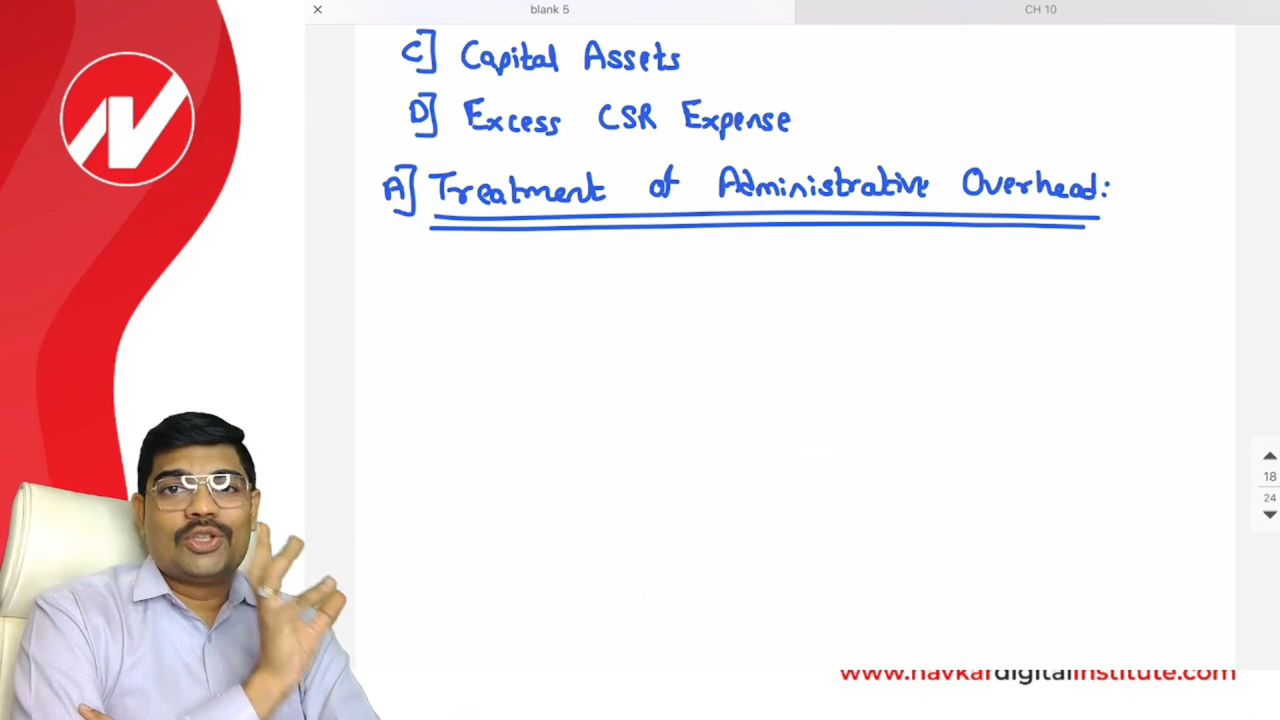 × blank 5 CH 10
C] Capital Assets
D] Excess CSR Expense
A] Treatment of Administrative Overhead:
18
24
www.navkardigitalinstitute.com